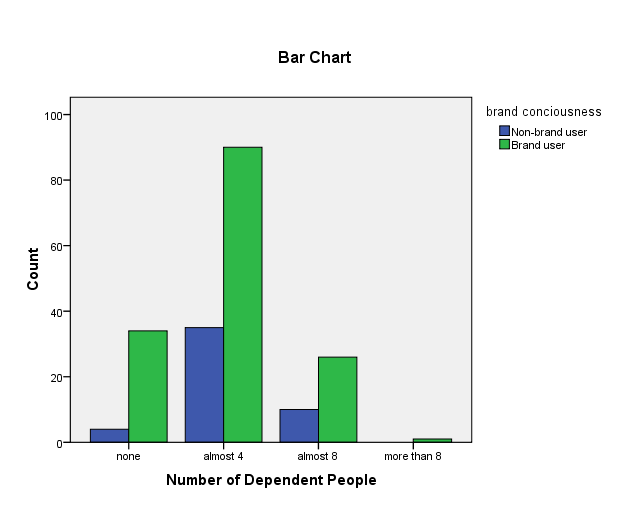 Bar Chart
brand conciousness
Non-brand user
Brand user
100
80
60
40
20
0
Count
none
almost 4
almost 8
more than 8
Number of Dependent People